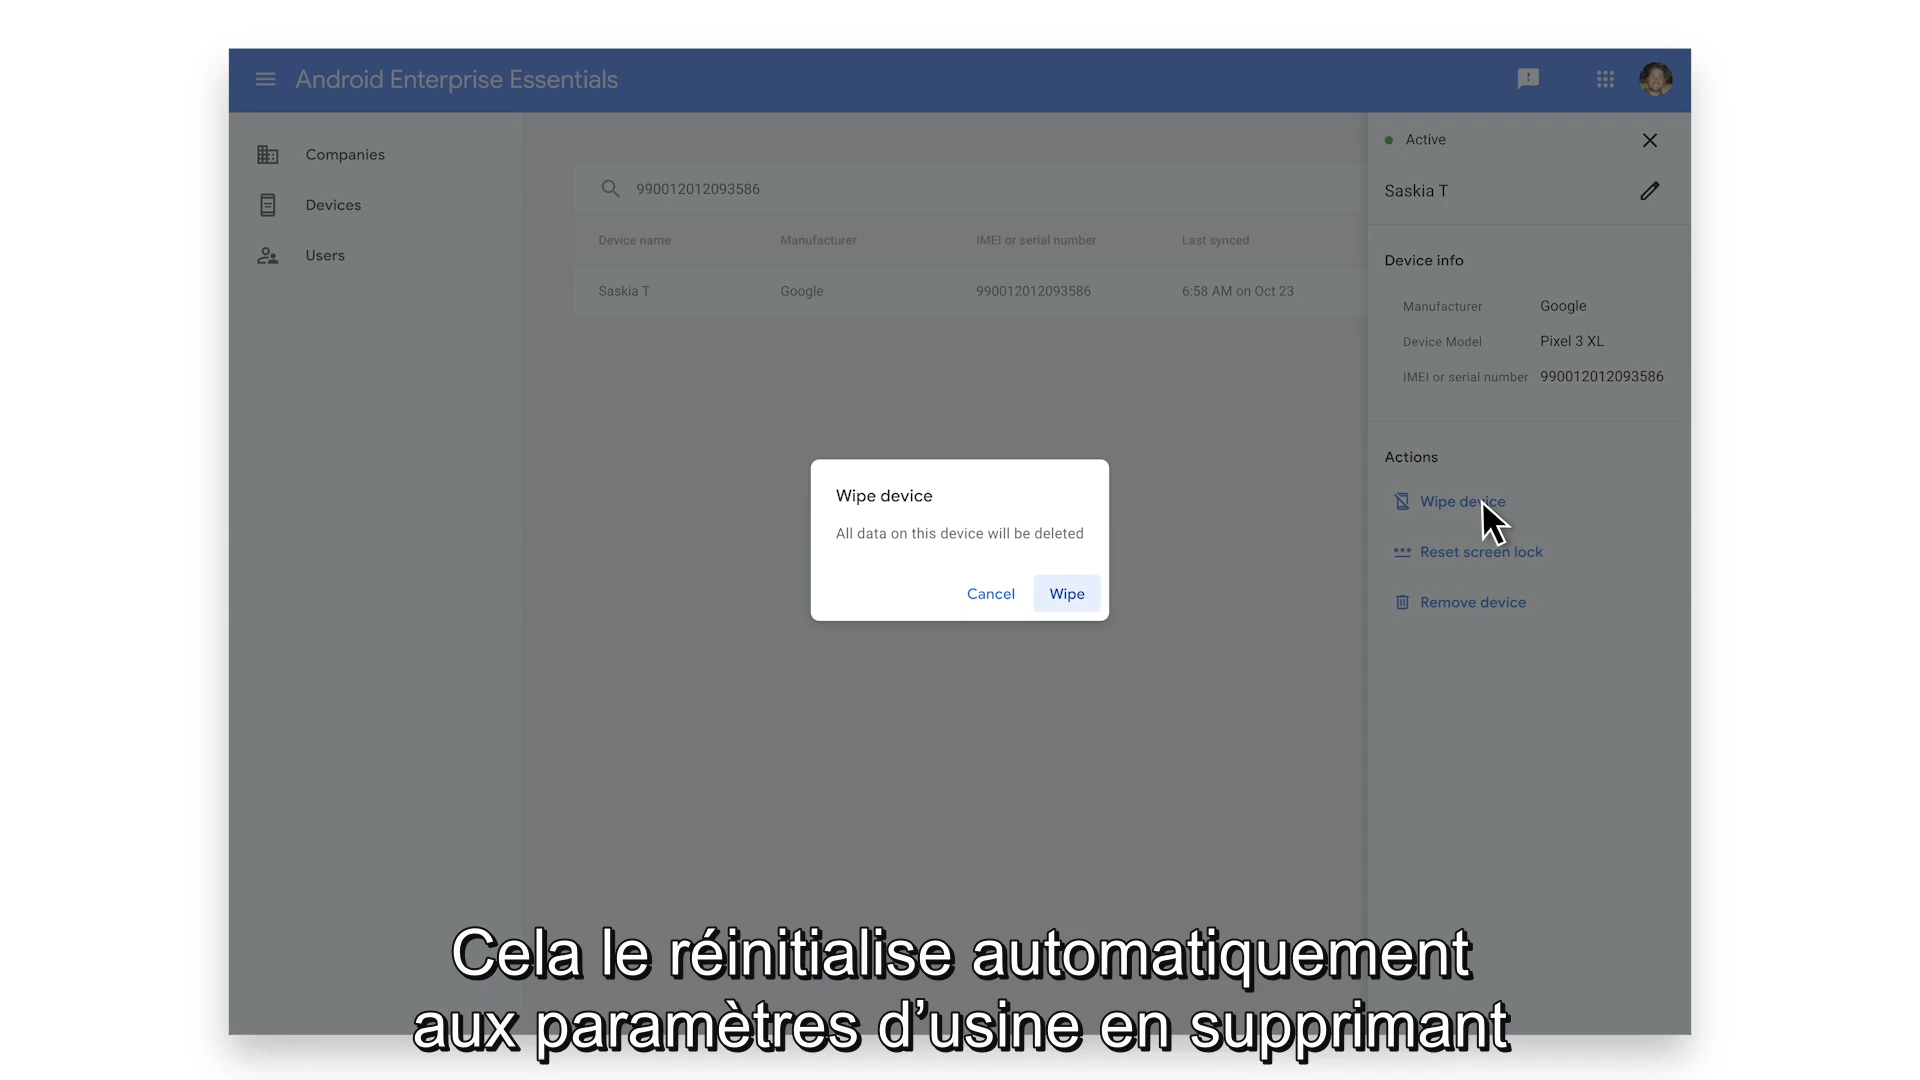 Android Enterprise Essentials
Companies
Devices
Users
990012012093586
Device name Manufacturer IMEI or serial number Last synced
Saskia T Google 990012012093586 6:58 AM on Oct 23
Active
Saskia T
Device info
Manufacturer Google
Device Model Pixel 3 XL
IMEI or serial number 990012012093586
Actions
Wipe device
Reset screen lock
Remove device
Wipe device
All data on this device will be deleted
Cancel Wipe
Cela le réinitialise automatiquement
aux paramètres d’usine en supprimant